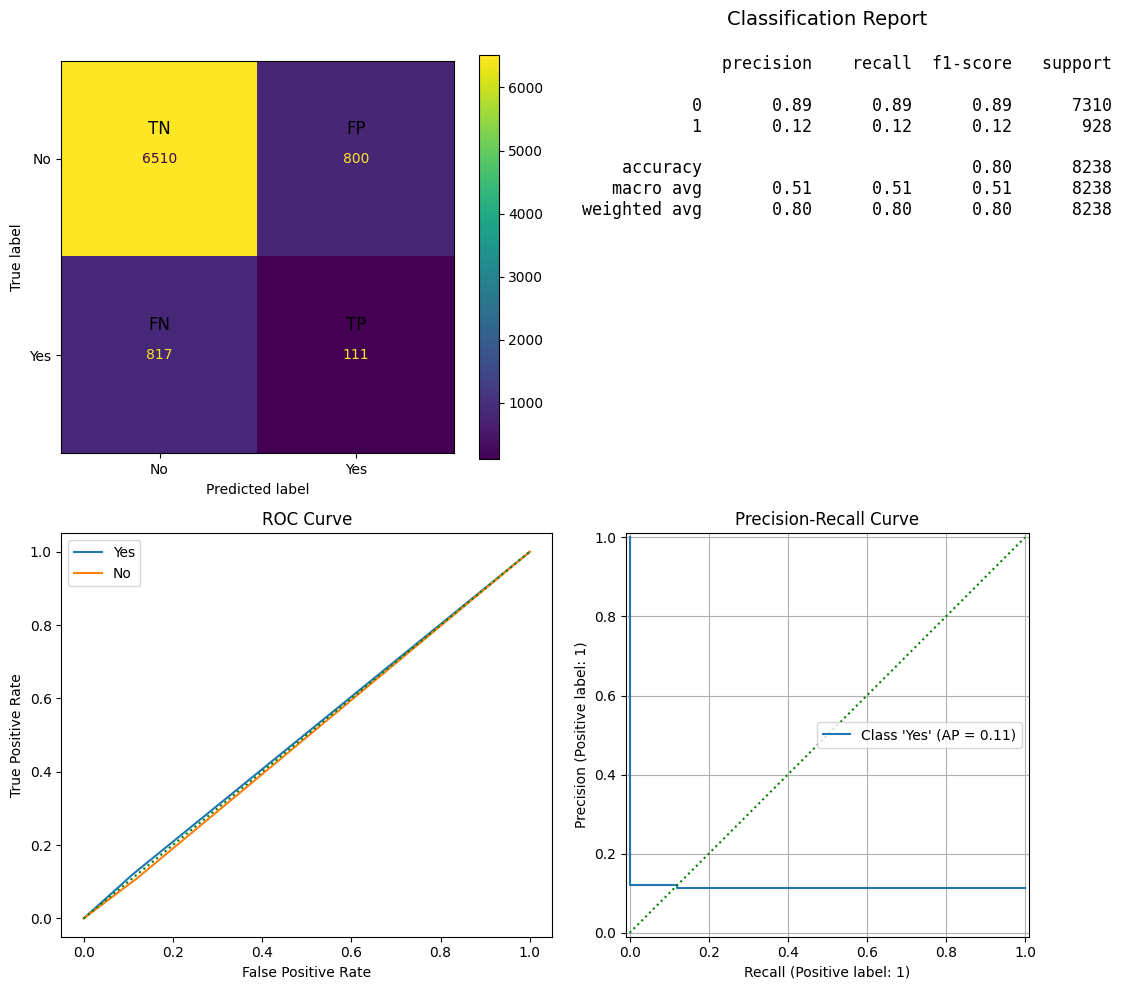 Classification Report
precision recall f1-score support
0 0.89 0.89 0.89 7310
1 0.12 0.12 0.12 928
accuracy 0.80 8238
macro avg 0.51 0.51 0.51 8238
weighted avg 0.80 0.80 0.80 8238
True label
No
Yes
TN
6510
FP
800
FN
817
TP
111
No Yes
Predicted label
6000
5000
4000
3000
2000
1000
ROC Curve
Yes
No
True Positive Rate
1.0
0.8
0.6
0.4
0.2
0.0
0.0 0.2 0.4 0.6 0.8 1.0
False Positive Rate
Precision-Recall Curve
Precision (Positive label: 1)
1.0
0.8
0.6
0.4
0.2
0.0
Class 'Yes' (AP = 0.11)
0.0 0.2 0.4 0.6 0.8 1.0
Recall (Positive label: 1)